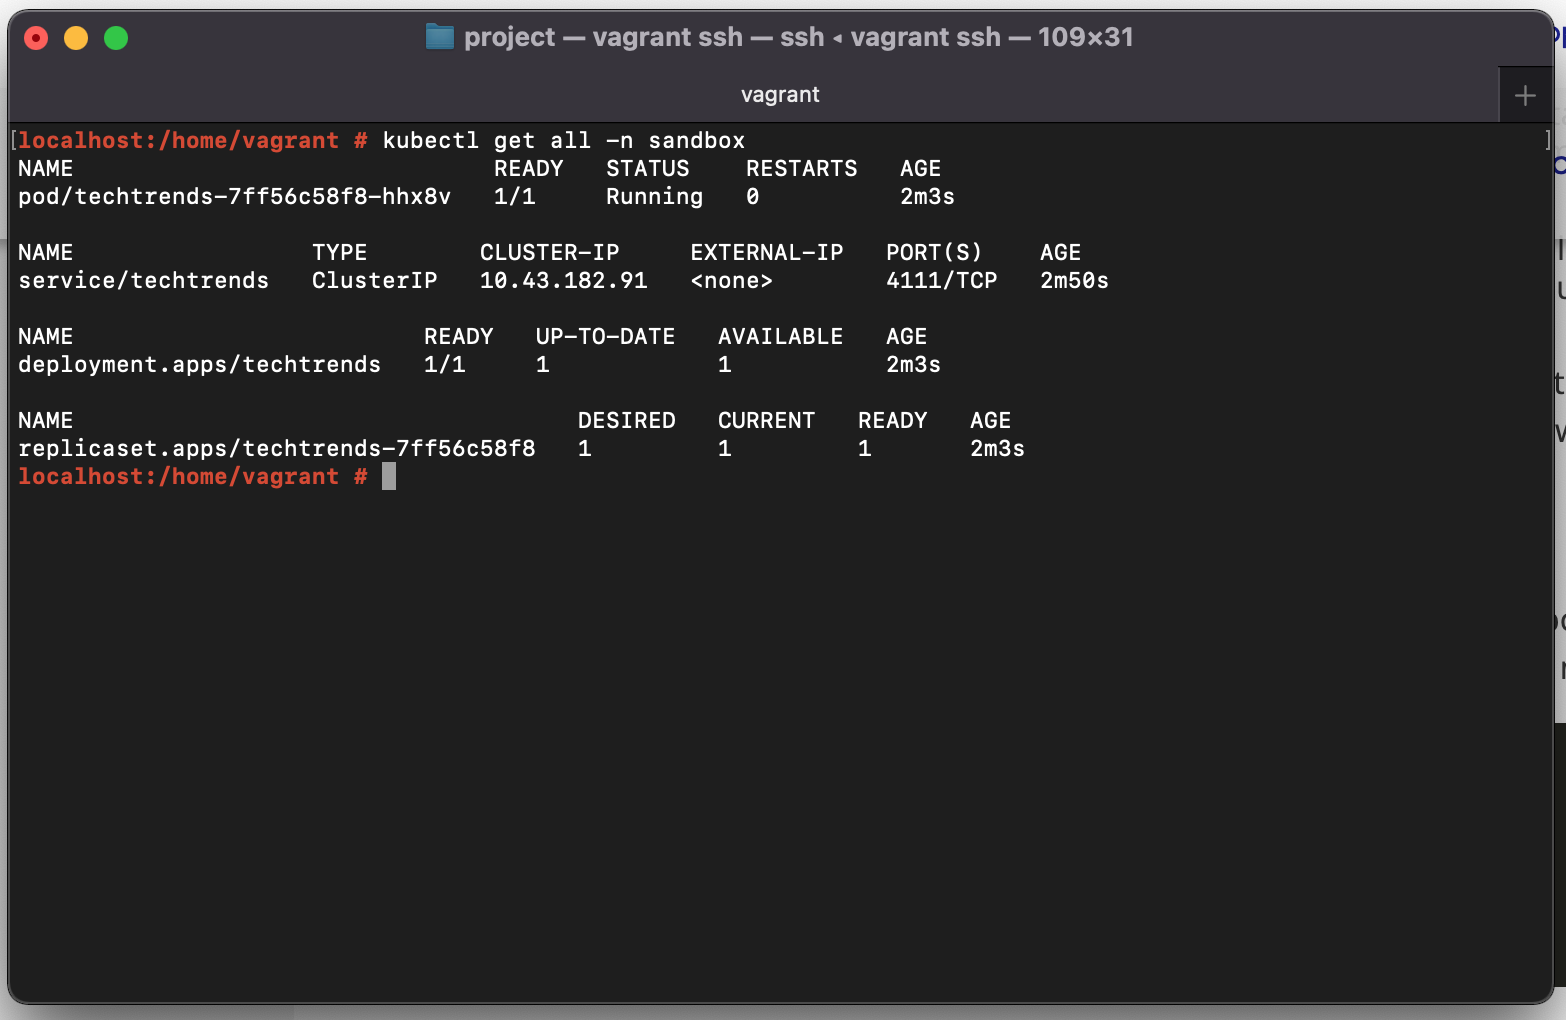 project — vagrant ssh — ssh ◂ vagrant ssh — 109×31
vagrant
[localhost:/home/vagrant # kubectl get all -n sandbox ]
NAME READY STATUS RESTARTS AGE
pod/techtrends-7ff56c58f8-hhx8v 1/1 Running 0 2m3s
NAME TYPE CLUSTER-IP EXTERNAL-IP PORT(S) AGE
service/techtrends ClusterIP 10.43.182.91 <none> 4111/TCP 2m50s
NAME READY UP-TO-DATE AVAILABLE AGE
deployment.apps/techtrends 1/1 1 1 2m3s
NAME DESIRED CURRENT READY AGE
replicaset.apps/techtrends-7ff56c58f8 1 1 1 2m3s
localhost:/home/vagrant #